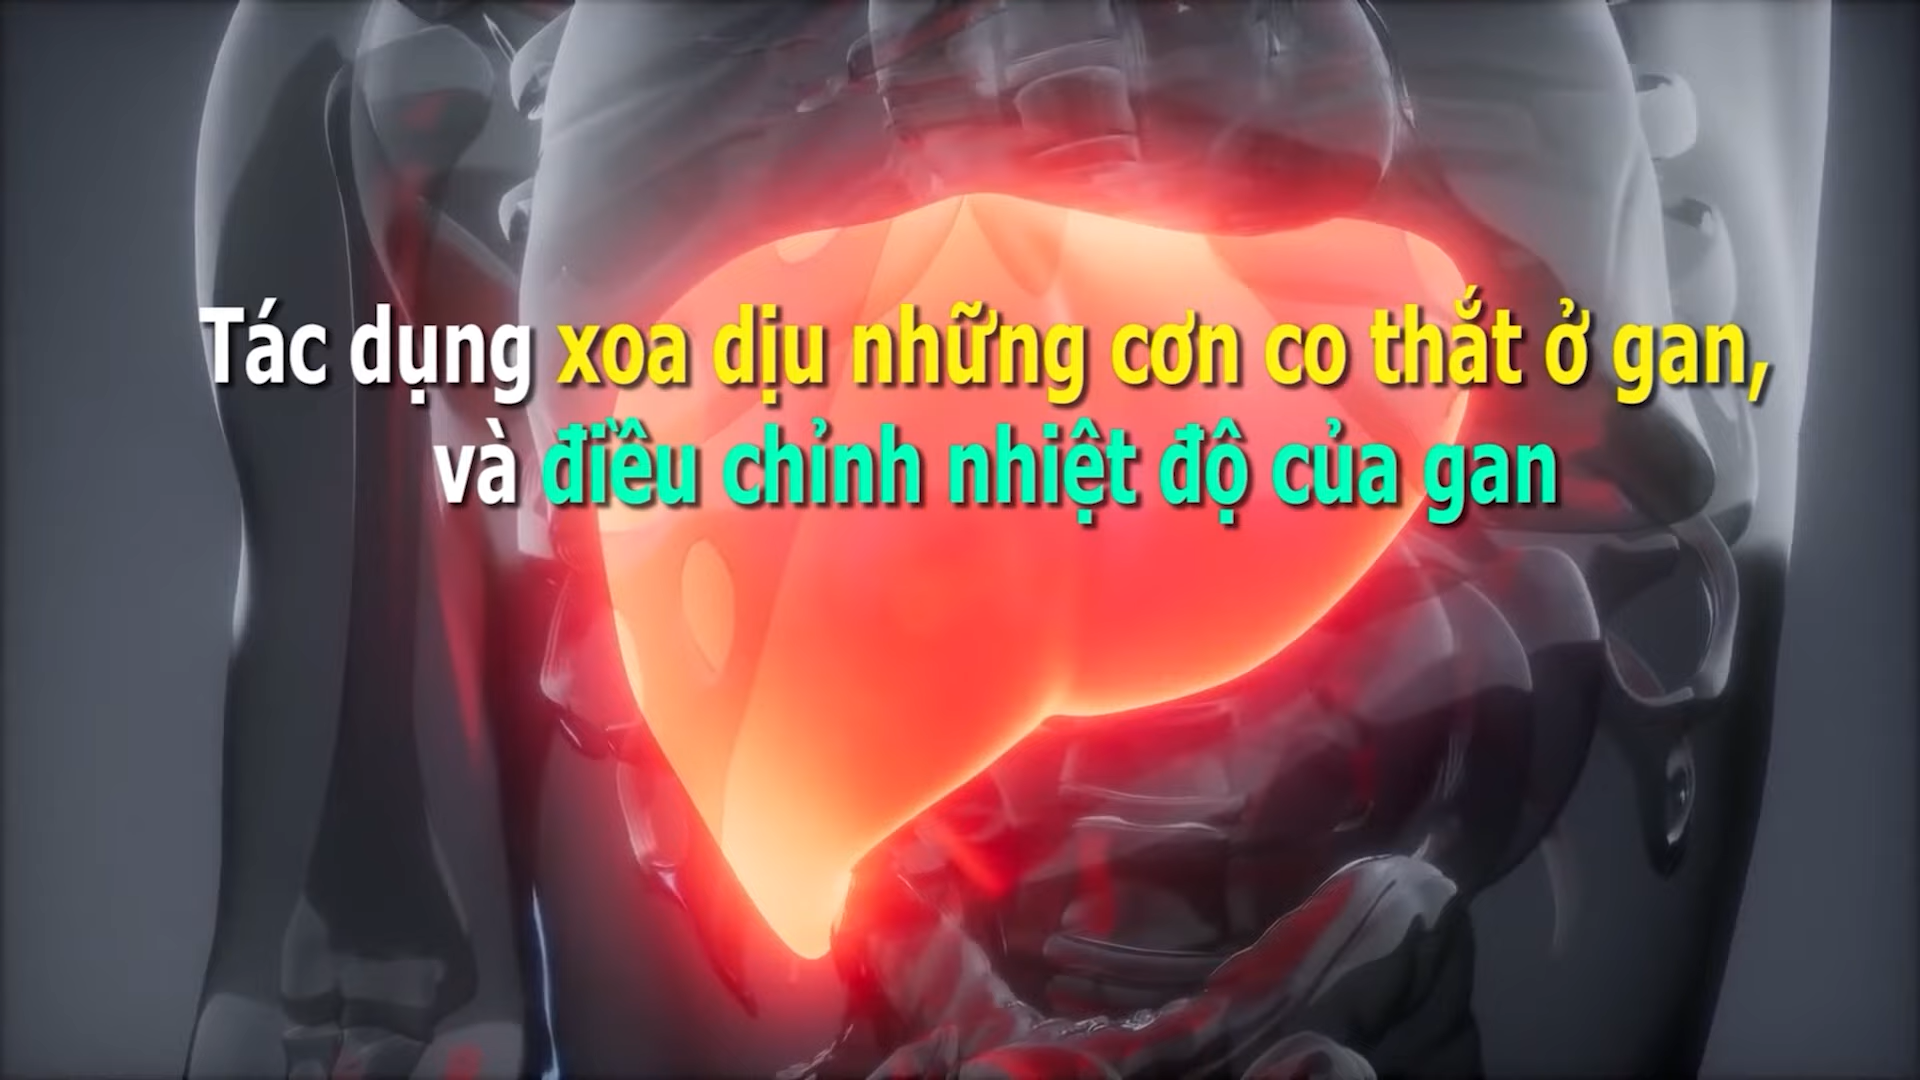 Tác dụng xoa dịu những cơn co thắt ở gan,
và điều chỉnh nhiệt độ của gan